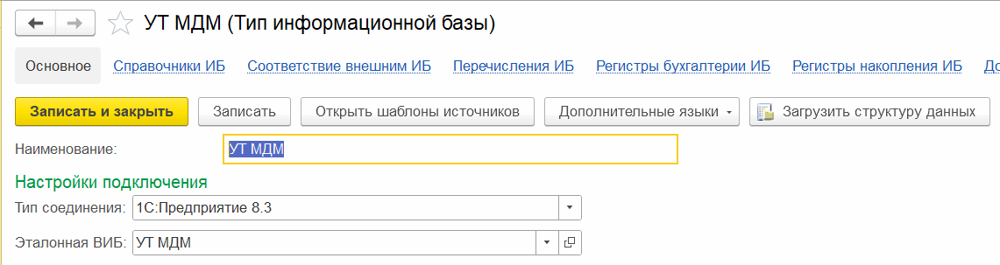 УТ МДМ (Тип информационной базы)
Основное Справочники ИБ Соответствие внешним ИБ Перечисления ИБ Регистры бухгалтерии ИБ Регистры накопления ИБ До
Записать и закрыть Записать Открыть шаблоны источников Дополнительные языки Загрузить структуру данных
Наименование: УТ МДМ
Настройки подключения
Тип соединения: 1С:Предприятие 8.3
Эталонная ВИБ: УТ МДМ